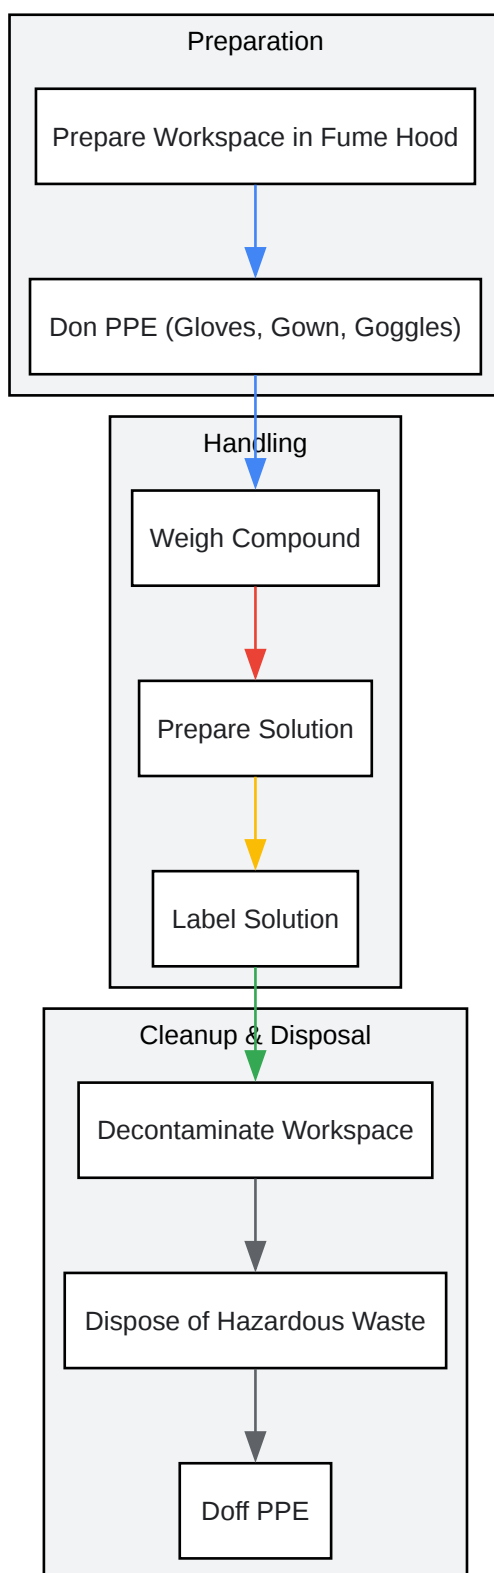 Preparation
Prepare Workspace in Fume Hood
Don PPE (Gloves, Gown, Goggles)
Handling
Weigh Compound
Prepare Solution
Label Solution
Cleanup & Disposal
Decontaminate Workspace
Dispose of Hazardous Waste
Doff PPE